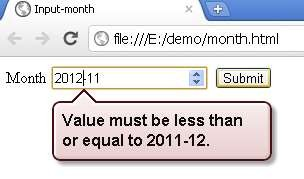 Input-month
file:///E:/demo/month.html
Month 2012-11 Submit
Value must be less than
or equal to 2011-12.